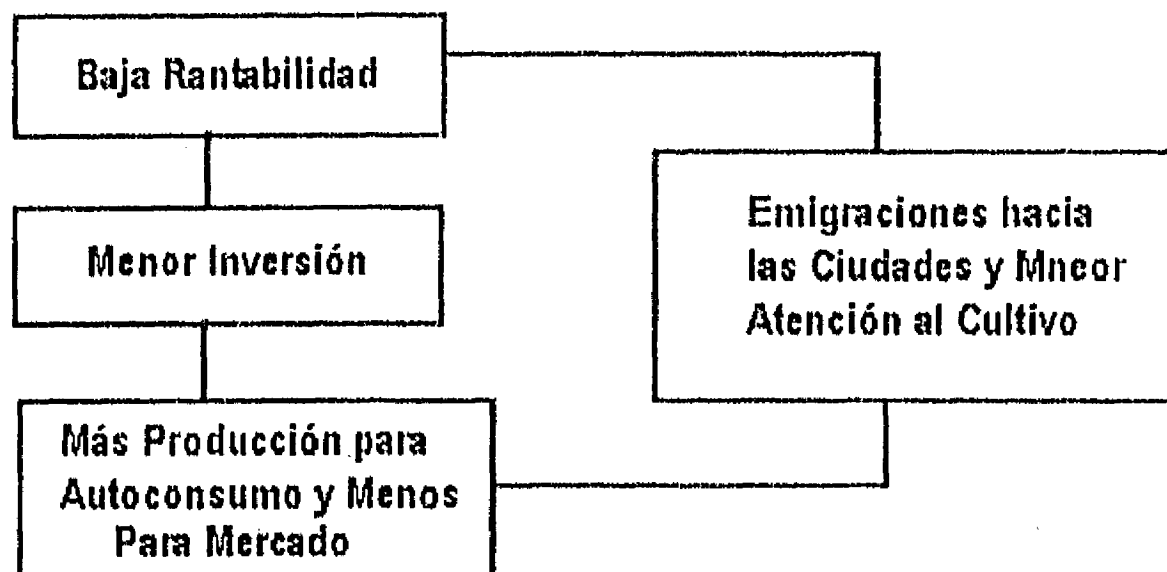 Baja Rantabilidad
Menor Inversión
Más Producción para
Autoconsumo y Menos
Para Mercado
Emigraciones hacia
las Ciudades y Mneor
Atención al Cultivo